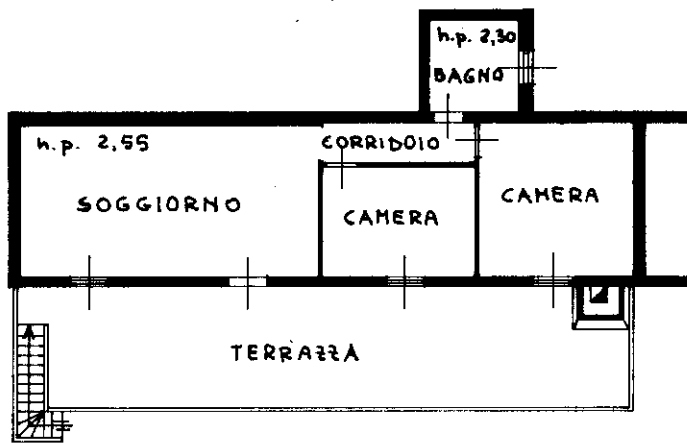 h.p. 2,30
BAGNO
h.p. 2,55
CORRIDOIO
SOGGIORNO
CAMERA
CAMERA
TERRAZZA